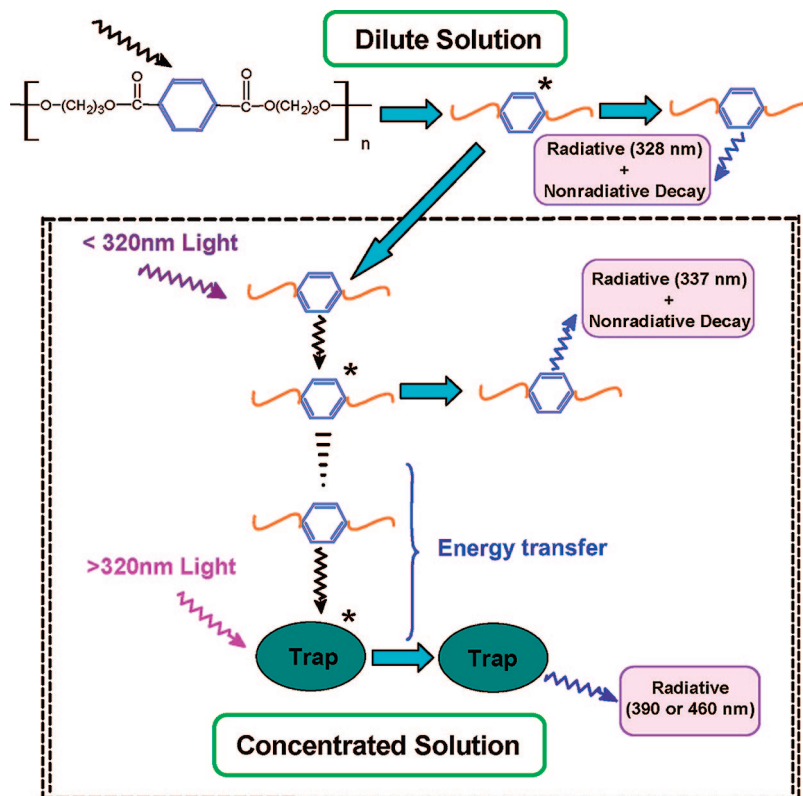 Dilute Solution
O-(CH₂)₃O-C
O
C-O(CH₂)₃O
O
n
*
Radiative (328 nm)
+
Nonradiative Decay
< 320nm Light
Radiative (337 nm)
+
Nonradiative Decay
*
Energy transfer
>320nm Light
*
Trap
Trap
Radiative
(390 or 460 nm)
Concentrated Solution